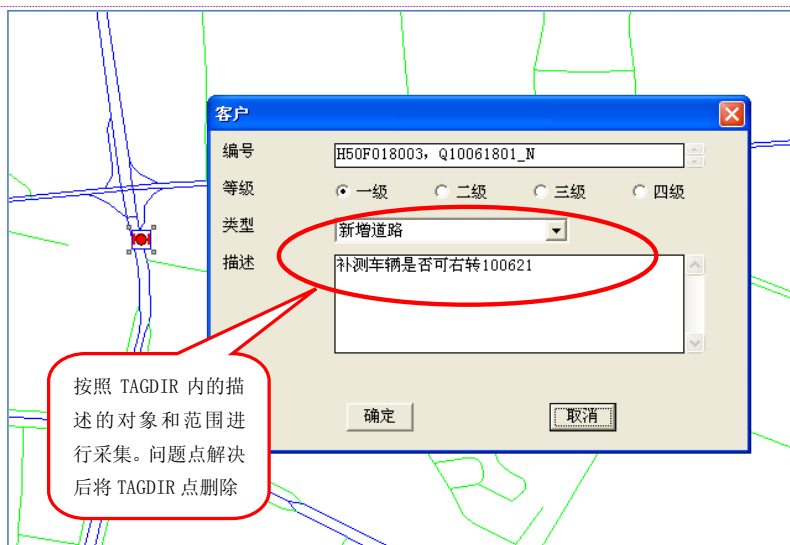 客户
编号
H50F018003, Q10061801_N
等级
一级 二级 三级 四级
类型
新增道路
描述
补测车辆是否可右转100621
确定 取消
按照 TAGDIR 内的描
述的对象和范围进
行采集。问题点解决
后将 TAGDIR 点删除